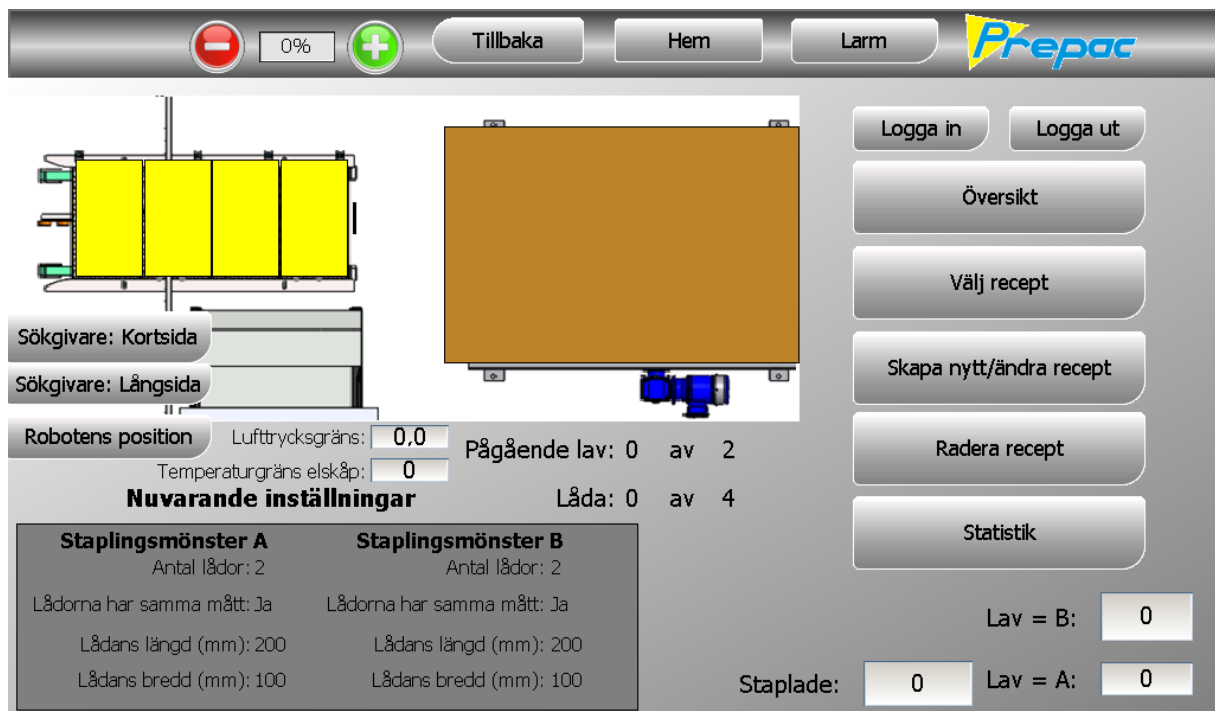 0%
Tillbaka
Hem
Larm
Prepac
Logga in
Logga ut
Översikt
Välj recept
Skapa nytt/ändra recept
Radera recept
Statistik
Sökgivare: Kortsida
Sökgivare: Långsida
Robotens position
Lufttrycksgräns: 0,0
Temperaturgräns elskåp: 0
Pågående lav: 0 av 2
Låda: 0 av 4
Nuvarande inställningar
Staplingsmönster A
Antal lådor: 2
Lådorna har samma mått: Ja
Lådans längd (mm): 200
Lådans bredd (mm): 100
Staplingsmönster B
Antal lådor: 2
Lådorna har samma mått: Ja
Lådans längd (mm): 200
Lådans bredd (mm): 100
Lav = B: 0
Staplade: 0
Lav = A: 0